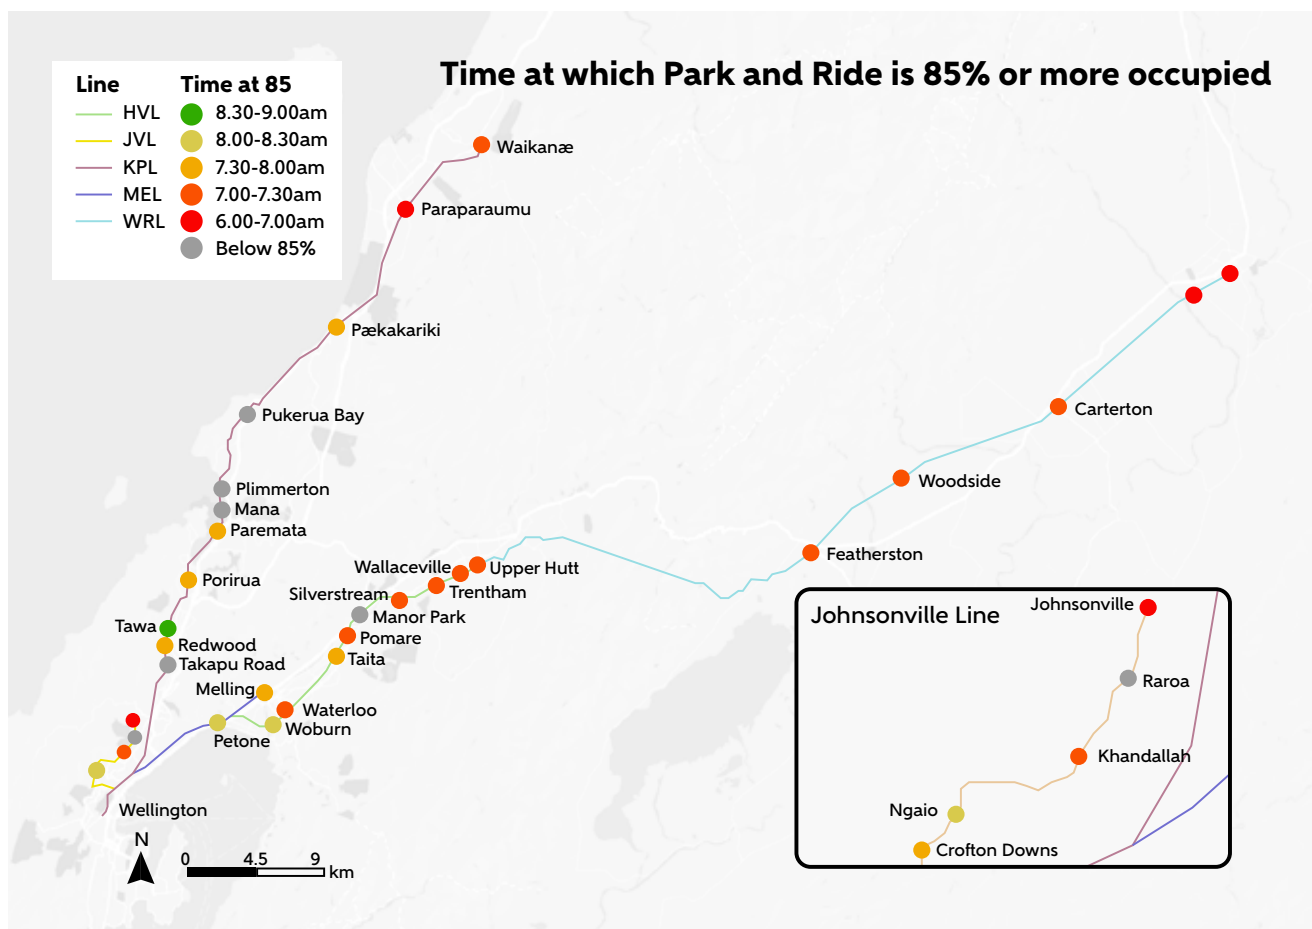 Time at which Park and Ride is 85% or more occupied
Line Time at 85
HVL 8.30-9.00am
JVL 8.00-8.30am
KPL 7.30-8.00am
MEL 7.00-7.30am
WRL 6.00-7.00am
Below 85%
Waikanæ
Paraparaumu
Pækakariki
Pukerua Bay
Plimmerton
Mana
Paremata
Porirua
Tawa
Redwood
Takapu Road
Wellington
Carterton
Woodside
Featherston
Wallaceville
Upper Hutt
Silverstream
Trentham
Manor Park
Pomare
Taita
Melling
Waterloo
Woburn
Petone
N
0 4.5 9
km
Johnsonville Line
Johnsonville
Raroa
Khandallah
Ngaio
Crofton Downs